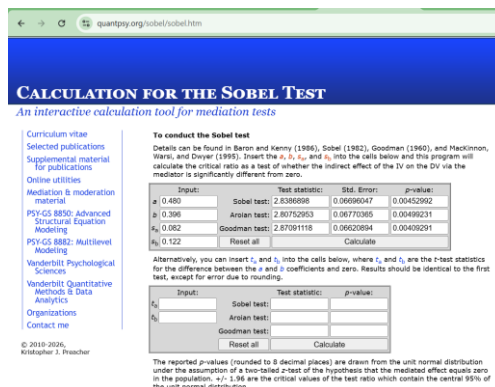 quantpsy.org/sobel/sobel.htm
CALCULATION FOR THE SOBEL TEST
An interactive calculation tool for mediation tests
Curriculum vitae
Selected publications
Supplemental material
for publications
Online utilities
Mediation & moderation
material
PSY-GS 8850: Advanced
Structural Equation
Modeling
PSY-GS 8882: Multilevel
Modeling
Vanderbilt Psychological
Sciences
Vanderbilt Quantitative
Methods & Data
Analytics
Organizations
Contact me
© 2010-2026,
Kristopher J. Preacher
To conduct the Sobel test
Details can be found in Baron and Kenny (1986), Sobel (1982), Goodman (1960), and MacKinnon,
Warsi, and Dwyer (1995). Insert the a, b, sa, and sb into the cells below and this program will
calculate the critical ratio as a test of whether the indirect effect of the IV on the DV via the
mediator is significantly different from zero.
Input: Test statistic: Std. Error: p-value:
a 0.480 Sobel test: 2.8386898 0.06696047 0.00452992
b 0.396 Aroian test: 2.80752953 0.06770365 0.00499231
sa 0.082 Goodman test: 2.87091118 0.06620894 0.00409291
sb 0.122 Reset all Calculate
Alternatively, you can insert ta and tb into the cells below, where ta and tb are the t-test statistics
for the difference between the a and b coefficients and zero. Results should be identical to the first
test, except for error due to rounding.
Input: Test statistic: p-value:
ta Sobel test:
tb Aroian test:
Goodman test:
Reset all Calculate
The reported p-values (rounded to 8 decimal places) are drawn from the unit normal distribution
under the assumption of a two-tailed z-test of the hypothesis that the mediated effect equals zero
in the population. +/- 1.96 are the critical values of the test ratio which contain the central 95% of
the unit normal distribution.